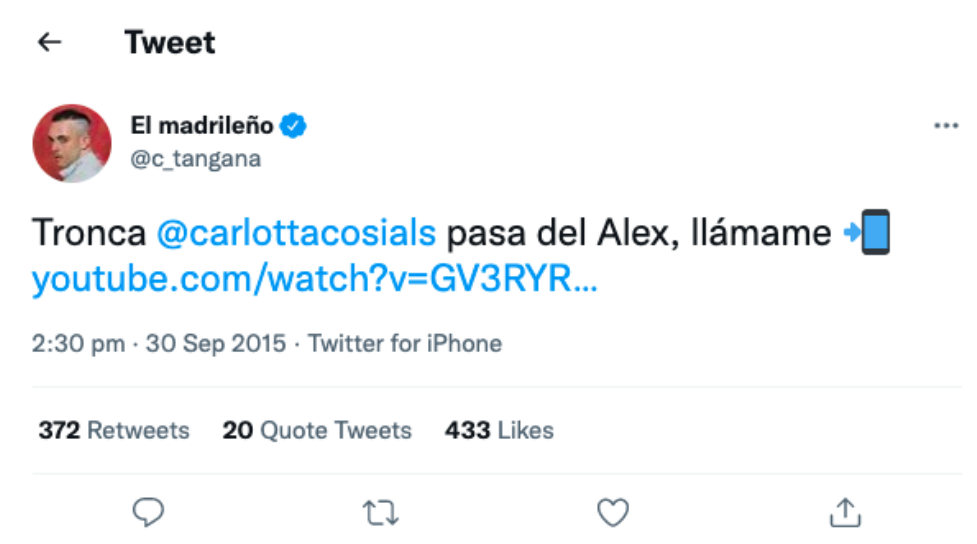 Tweet
El madrileño
@c_tangana
Tronca @carlottacosials pasa del Alex, llámame 📲
youtube.com/watch?v=GV3RYR...
2:30 pm · 30 Sep 2015 · Twitter for iPhone
372 Retweets 20 Quote Tweets 433 Likes